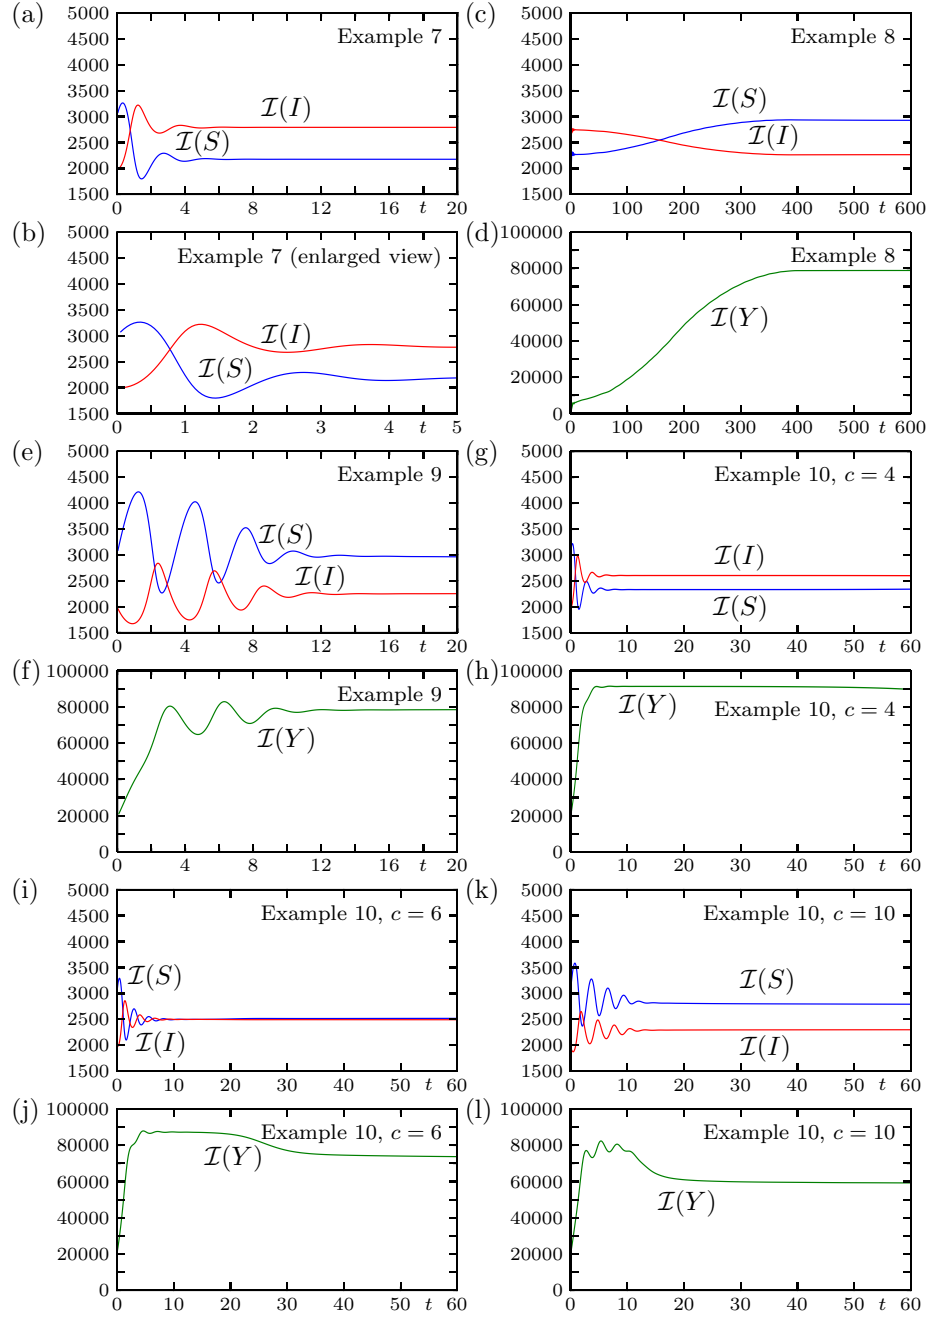 (a)
5000
4500
4000
3500
3000
2500
2000
1500
Example 7
I(I)
I(S)
0 4 8 12 16 t 20
(c)
5000
4500
4000
3500
3000
2500
2000
1500
Example 8
I(S)
I(I)
0 100 200 300 400 500 t 600
(b)
5000
4500
4000
3500
3000
2500
2000
1500
Example 7 (enlarged view)
I(I)
I(S)
0 1 2 3 4 t 5
(d)
100000
80000
60000
40000
20000
0
Example 8
I(Y)
0 100 200 300 400 500 t 600
(e)
5000
4500
4000
3500
3000
2500
2000
1500
Example 9
I(S)
I(I)
0 4 8 12 16 t 20
(g)
5000
4500
4000
3500
3000
2500
2000
1500
Example 10, c = 4
I(I)
I(S)
0 10 20 30 40 50 t 60
(f)
100000
80000
60000
40000
20000
0
Example 9
I(Y)
0 4 8 12 16 t 20
(h)
100000
80000
60000
40000
20000
0
I(Y)
Example 10, c = 4
0 10 20 30 40 50 t 60
(i)
5000
4500
4000
3500
3000
2500
2000
1500
Example 10, c = 6
I(S)
I(I)
0 10 20 30 40 50 t 60
(k)
5000
4500
4000
3500
3000
2500
2000
1500
Example 10, c = 10
I(S)
I(I)
0 10 20 30 40 50 t 60
(j)
100000
80000
60000
40000
20000
0
Example 10, c = 6
I(Y)
0 10 20 30 40 50 t 60
(l)
100000
80000
60000
40000
20000
0
Example 10, c = 10
I(Y)
0 10 20 30 40 50 t 60